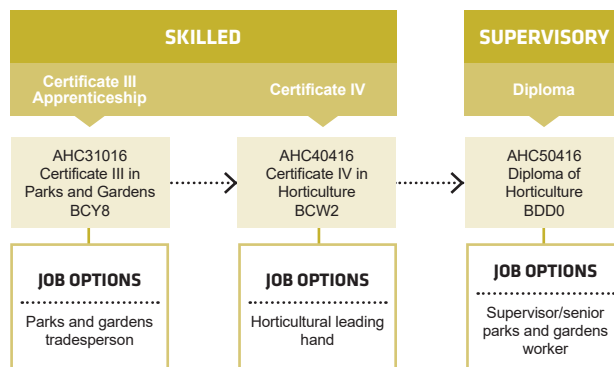 SKILLED
SUPERVISORY
Certificate III
Apprenticeship
Certificate IV
Diploma
AHC31016
Certificate III in
Parks and Gardens
BCY8
AHC40416
Certificate IV in
Horticulture
BCW2
AHC50416
Diploma of
Horticulture
BDD0
JOB OPTIONS
Parks and gardens
tradesperson
JOB OPTIONS
Horticultural leading
hand
JOB OPTIONS
Supervisor/senior
parks and gardens
worker